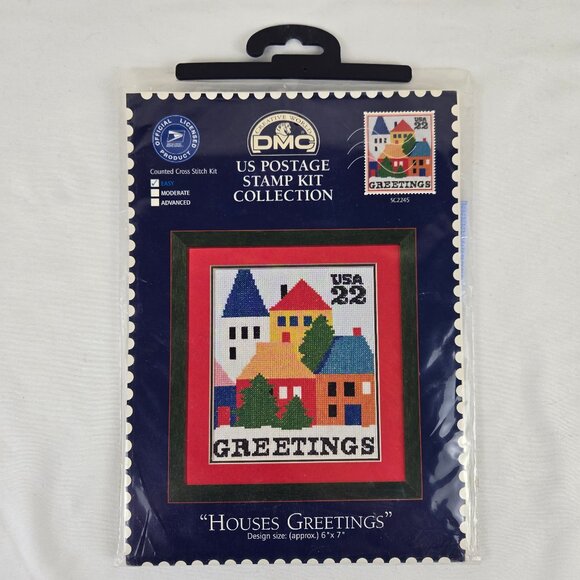 OFFICIAL LICENSED PRODUCT
Counted Cross Stitch Kit
EASY
MODERATE
ADVANCED
CREATIVE WORLD
DMC
US POSTAGE
STAMP KIT
COLLECTION
USA
22
GREETINGS
SC2245
USA
22
GREETINGS
"HOUSES GREETINGS"
Design size: (approx.) 6" x 7"